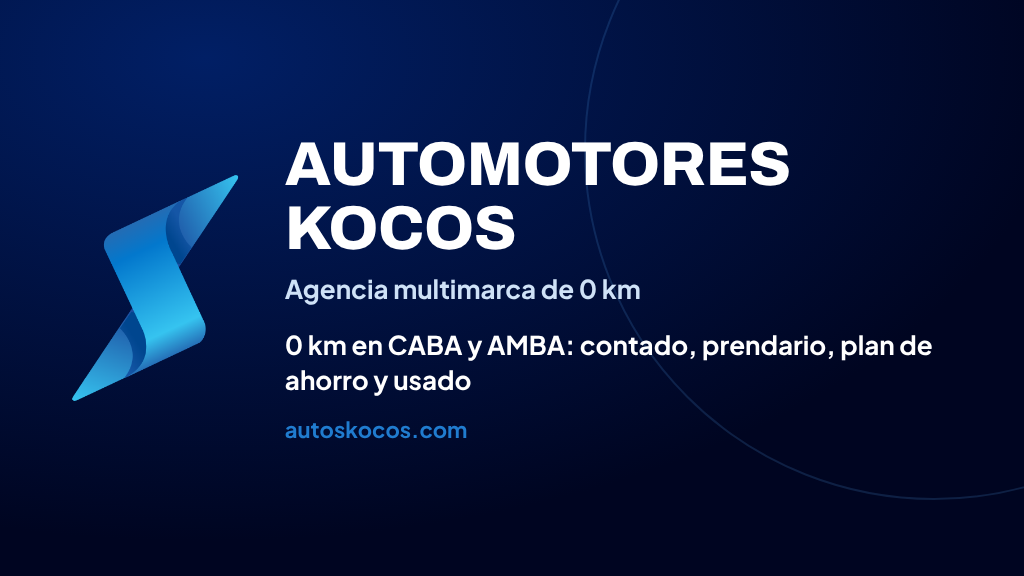 AUTOMOTORES
KOCOS
Agencia multimarca de 0 km
0 km en CABA y AMBA: contado, prendario, plan de
ahorro y usado
autoskocos.com